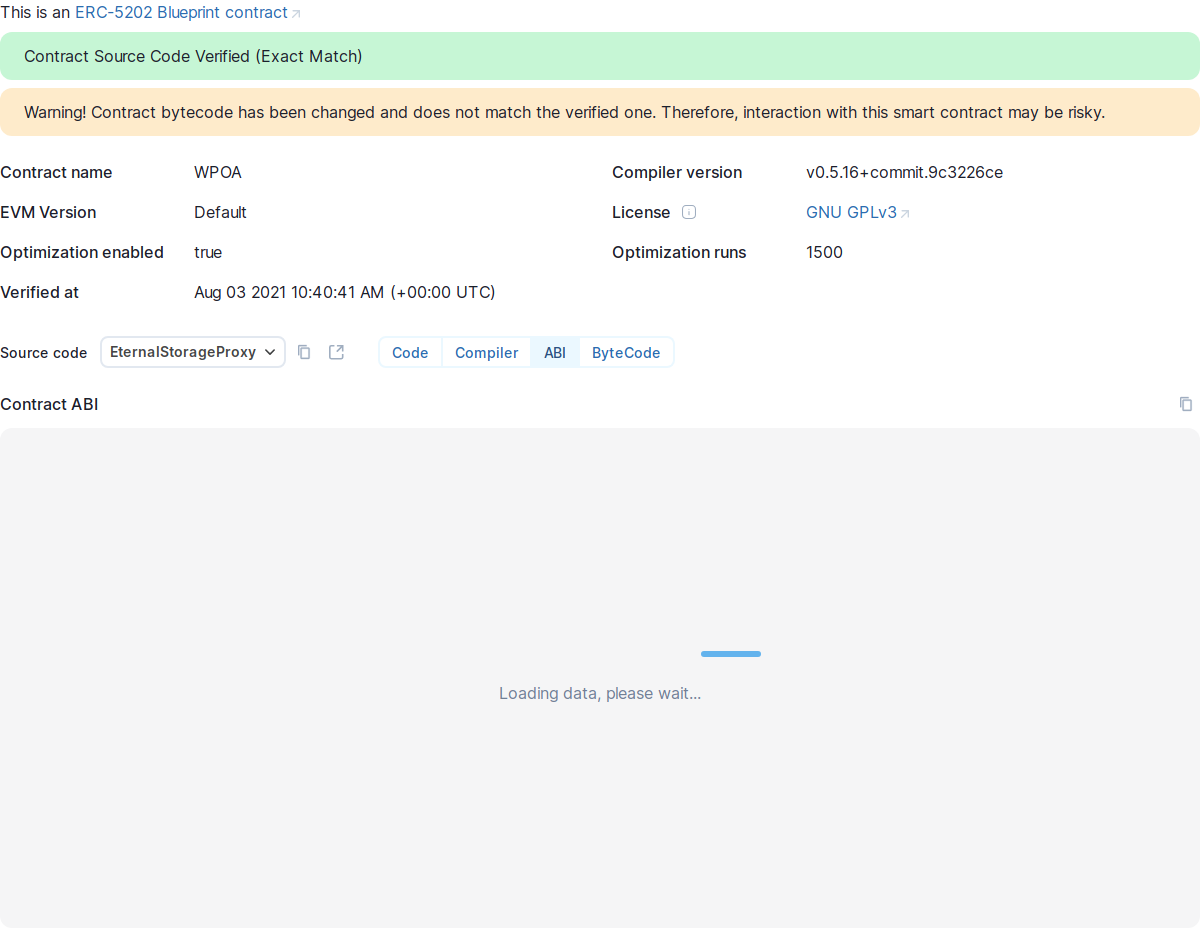 This is an ERC-5202 Blueprint contract
Contract Source Code Verified (Exact Match)
Warning! Contract bytecode has been changed and does not match the verified one. Therefore, interaction with this smart contract may be risky.
Contract name WPOA Compiler version v0.5.16+commit.9c3226ce
EVM Version Default License GNU GPLv3
Optimization enabled true Optimization runs 1500
Verified at Aug 03 2021 10:40:41 AM (+00:00 UTC)
Source code EternalStorageProxy Code Compiler ABI ByteCode
Contract ABI
Loading data, please wait...